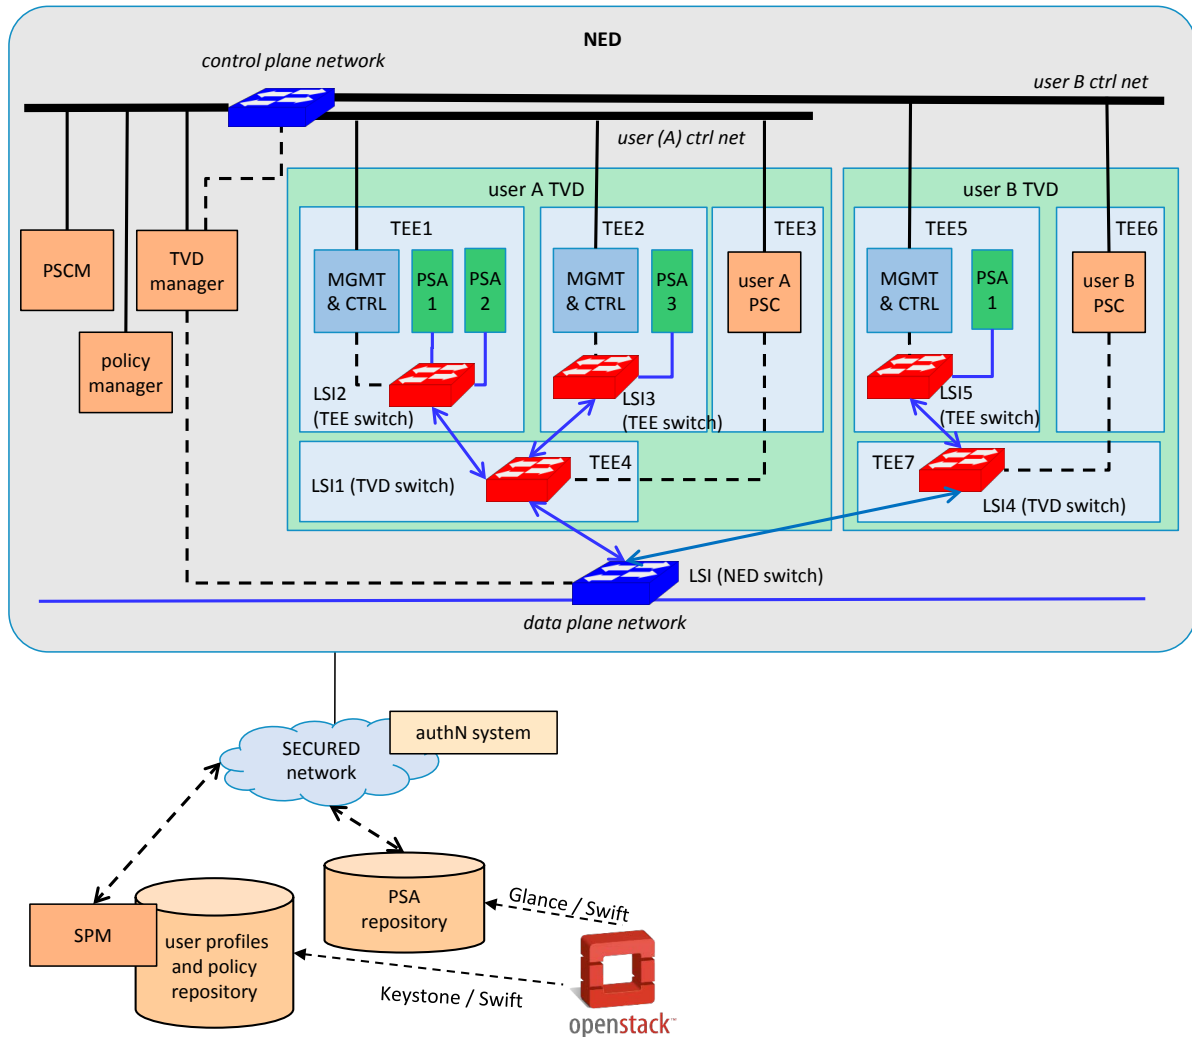 NED
control plane network
user B ctrl net
user (A) ctrl net
user A TVD
user B TVD
TEE1
TEE2
TEE3
TEE5
TEE6
PSCM
TVD
manager
policy
manager
MGMT
& CTRL
PSA
1
PSA
2
MGMT
& CTRL
PSA
3
user A
PSC
MGMT
& CTRL
PSA
1
user B
PSC
LSI2
(TEE switch)
LSI3
(TEE switch)
LSI5
(TEE switch)
TEE4
LSI1 (TVD switch)
TEE7
LSI4 (TVD switch)
LSI (NED switch)
data plane network
authN system
SECURED
network
PSA
repository
Glance / Swift
SPM
user profiles
and policy
repository
Keystone / Swift
openstack™